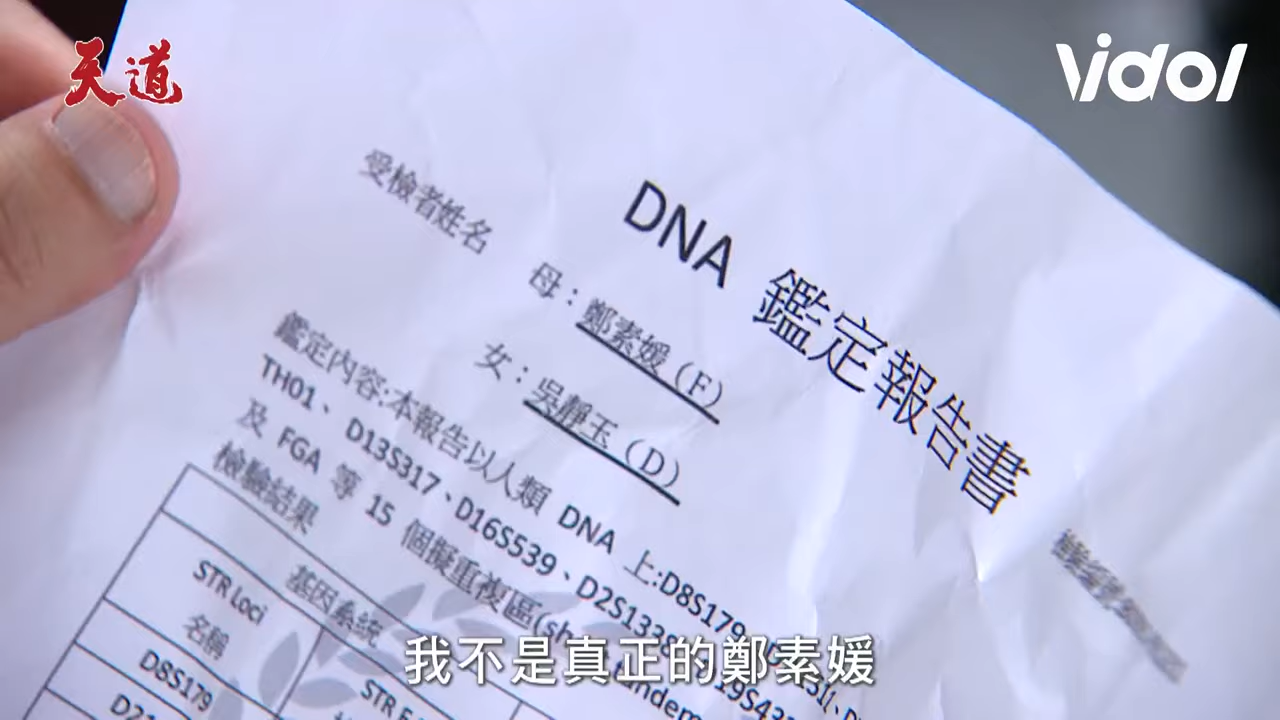 天道
Vidol
DNA 鑑定報告書
受檢者姓名
母：鄭素媛（F）
女：吳靜玉（D）
鑑定內容:本報告以人類 DNA 上:D8S179
TH01、D13S317、D16S539、D2S1338
及 FGA 等 15 個擬重複區(sh
檢驗結果
STR Loci
名稱
基因系統
D8S179
我不是真正的鄭素媛